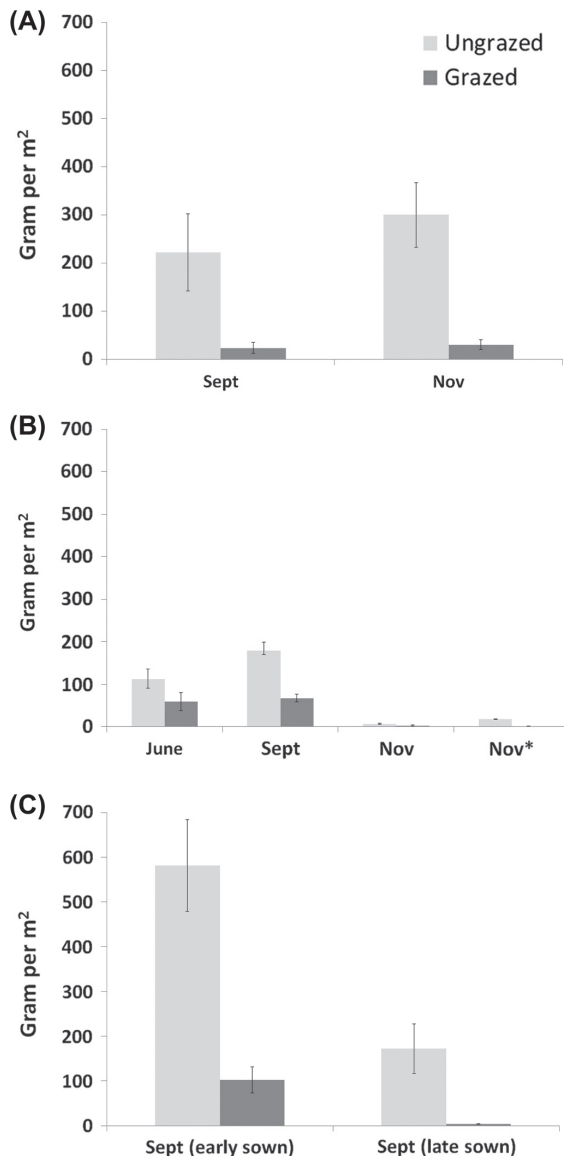 (A)
700
600
500
400
300
200
100
0
Gram per m²
Ungrazed
Grazed
Sept Nov
(B)
700
600
500
400
300
200
100
0
Gram per m²
June Sept Nov Nov*
(C)
700
600
500
400
300
200
100
0
Gram per m²
Sept (early sown) Sept (late sown)